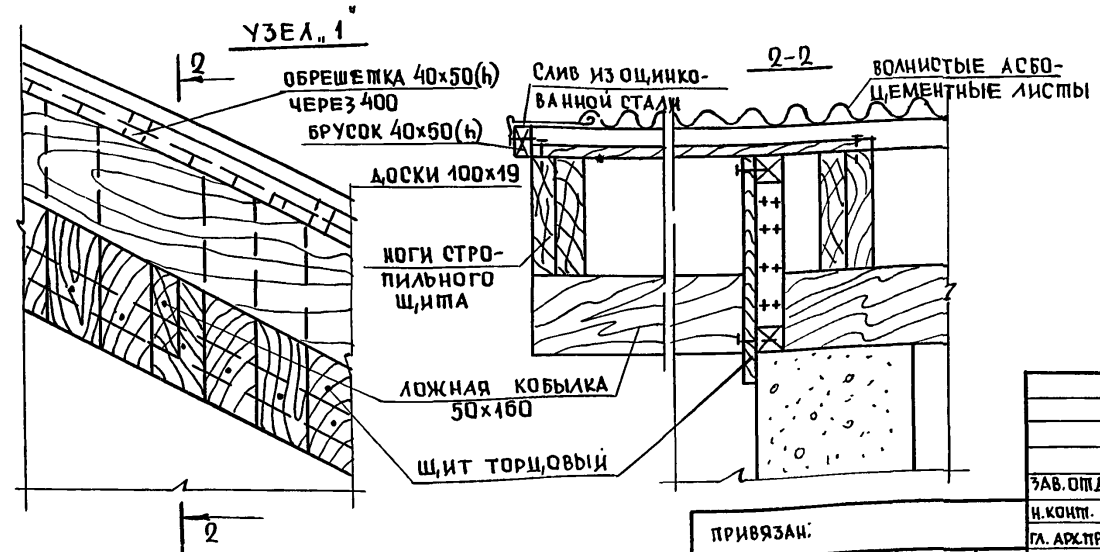 УЗЕЛ „1"
2
ОБРЕШЕТКА 40х50(h)
ЧЕРЕЗ 400
БРУСОК 40х50(h)
СЛИВ ИЗ ОЦИНКО-
ВАННОЙ СТАЛИ
2-2
ВОЛНИСТЫЕ АСБО-
ЦЕМЕНТНЫЕ ЛИСТЫ
ДОСКИ 100х19
НОГИ СТРО-
ПИЛЬНОГО
ЩИТА
ЛОЖНАЯ КОБЫЛКА
50х160
ЩИТ ТОРЦОВЫЙ
2
ПРИВЯЗАН:
ЗАВ. ОТД
Н. КОНТ.
ГЛ. АРХ. ПР